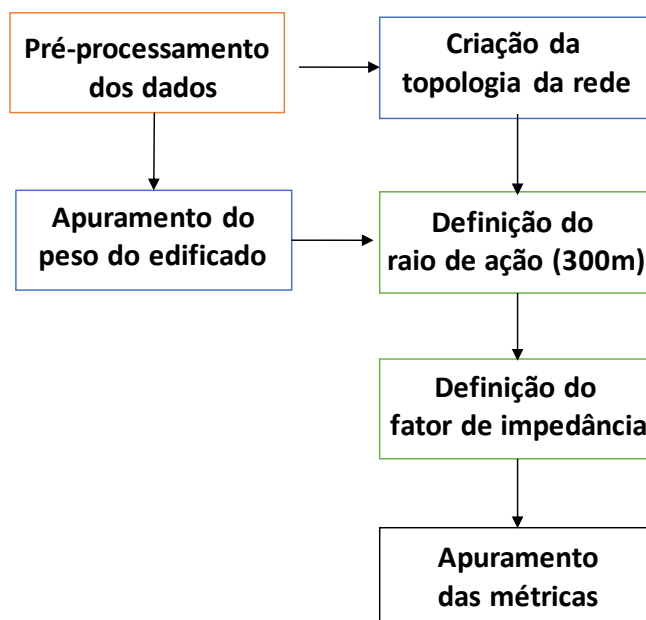 Pré-processamento
dos dados
Criação da
topologia da rede
Apuramento do
peso do edificado
Definição do
raio de ação (300m)
Definição do
fator de impedância
Apuramento
das métricas